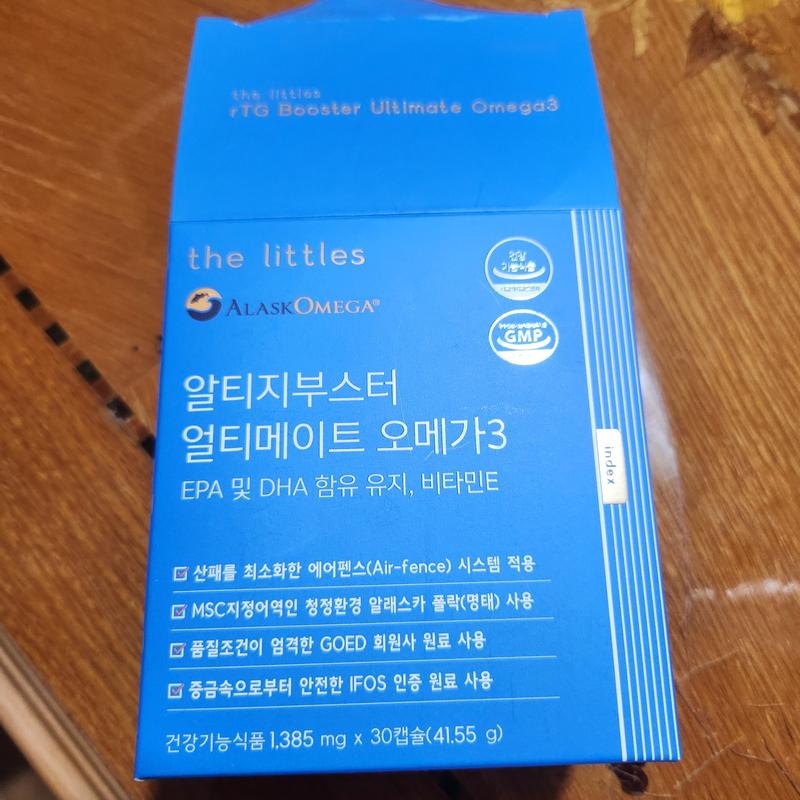 the littles
rTG Booster Ultimate Omega3
the littles
ALASKOMEGA®
건강
기능식품
GMP
알티지부스터
얼티메이트 오메가3
EPA 및 DHA 함유 유지, 비타민E
index
산패를 최소화한 에어펜스(Air-fence) 시스템 적용
MSC지정어역인 청정환경 알래스카 폴락(명태) 사용
품질조건이 엄격한 GOED 회원사 원료 사용
중금속으로부터 안전한 IFOS 인증 원료 사용
건강기능식품 1,385 mg x 30캡슐(41.55 g)